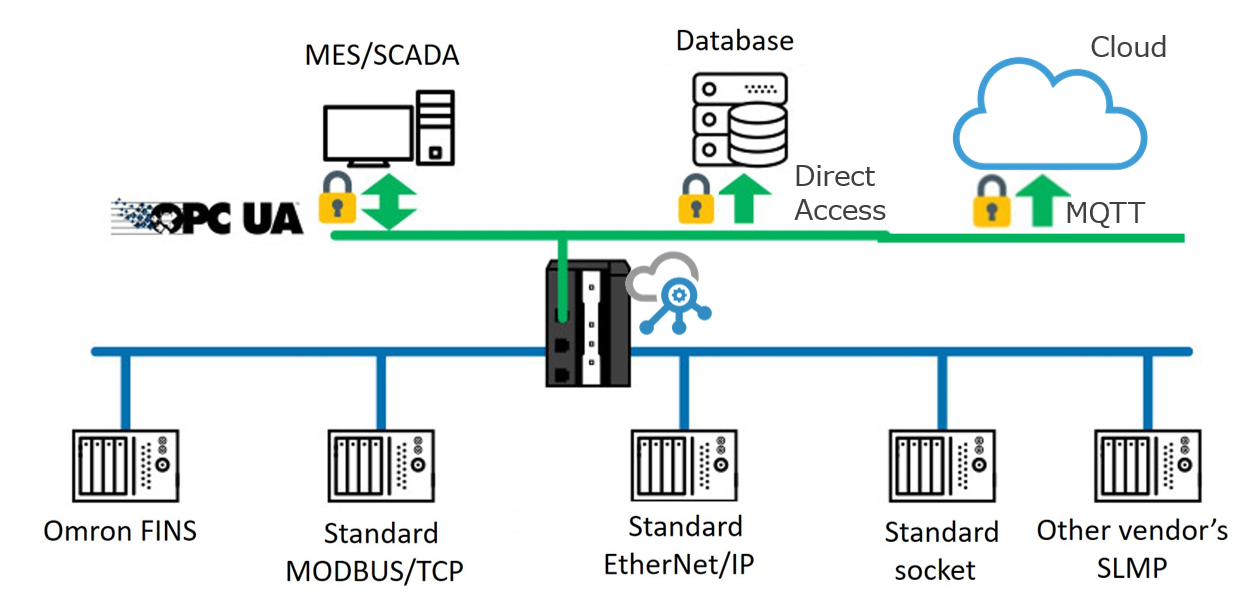 MES/SCADA
Database
Cloud
OPC UA
Direct
Access
MQTT
Omron FINS
Standard
MODBUS/TCP
Standard
EtherNet/IP
Standard
socket
Other vendor's
SLMP